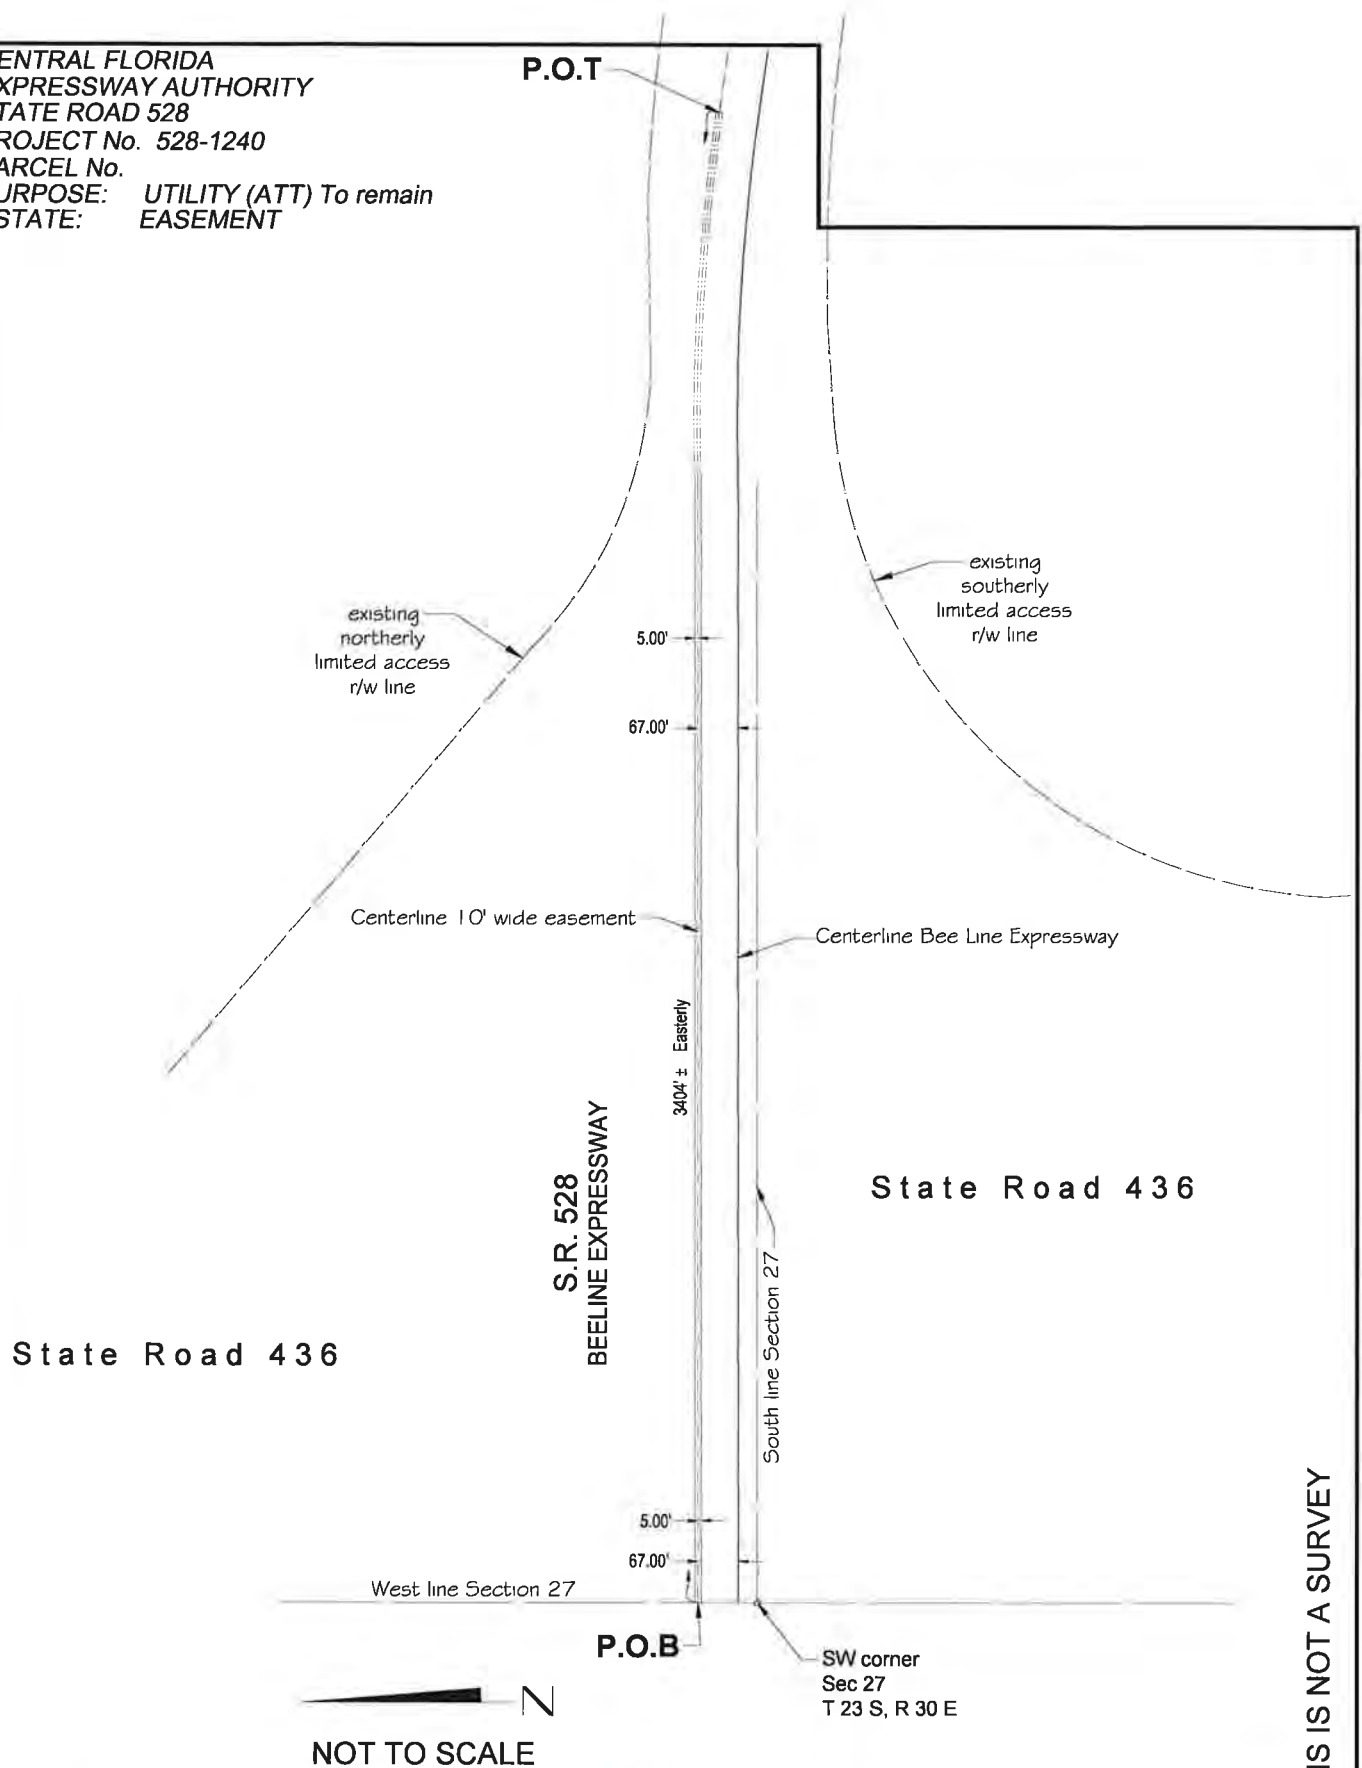 ENTRAL FLORIDA
XPRESSWAY AUTHORITY
TATE ROAD 528
ROJECT No. 528-1240
ARCEL No.
URPOSE: UTILITY (ATT) To remain
STATE: EASEMENT
P.O.T
existing
northerly
limited access
r/w line
existing
southerly
limited access
r/w line
5.00'
67.00'
Centerline 10' wide easement
Centerline Bee Line Expressway
3404' ± Easterly
S.R. 528
BEELINE EXPRESSWAY
State Road 436
State Road 436
South line Section 27
5.00'
67.00'
West line Section 27
P.O.B
SW corner
Sec 27
T 23 S, R 30 E
N
NOT TO SCALE
IS IS NOT A SURVEY